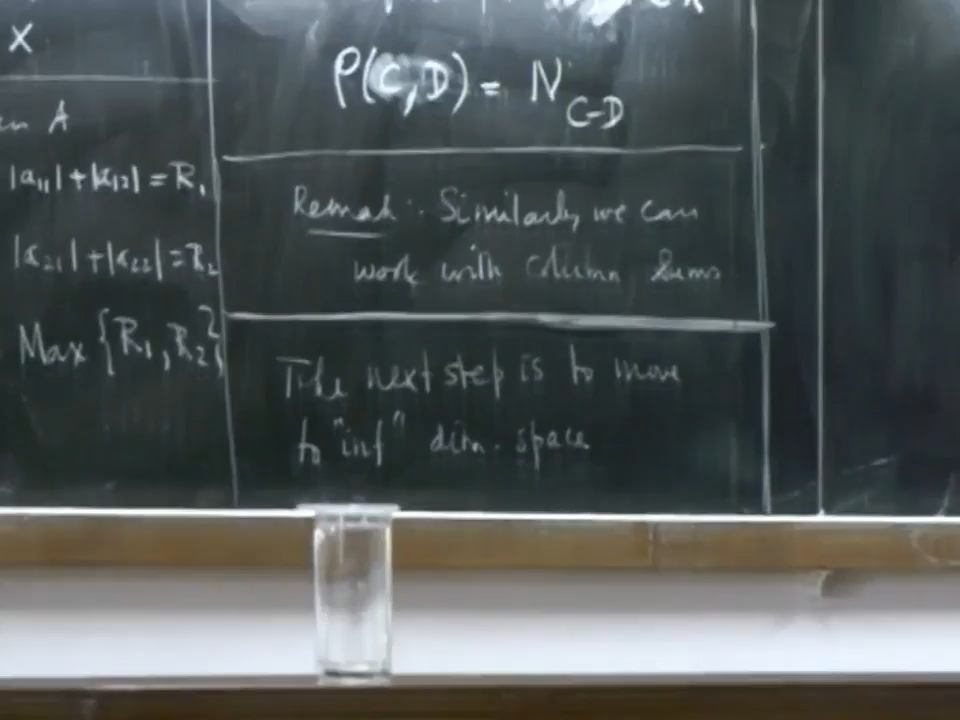 X
A
|a₁₁|+|a₁₂| = R₁
|a₂₁|+|a₂₂| = R₂
Max {R₁, R₂}
ρ(C,D) = N_{C-D}
Remark: Similarly we can
work with column sums
The next step is to move
to "inf" dim. space